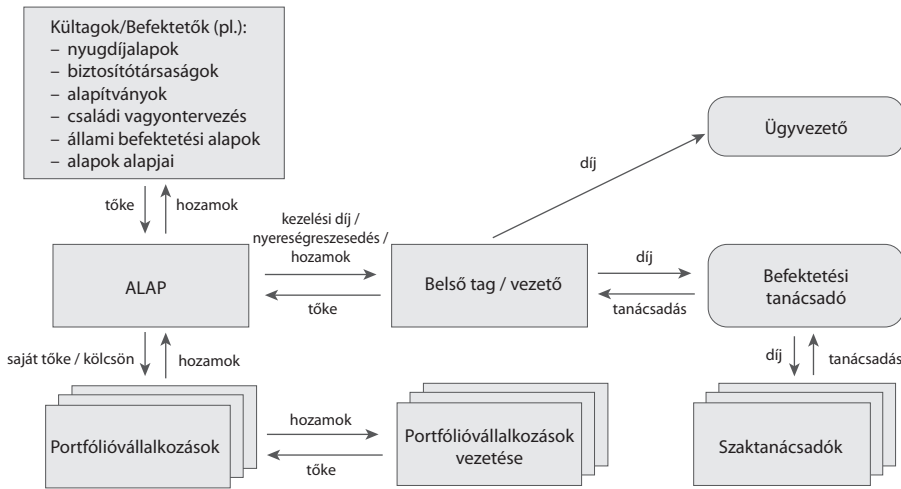 Kültagok/Befektetők (pl.):
– nyugdíjalapok
– biztosítótársaságok
– alapítványok
– családi vagyontervezés
– állami befektetési alapok
– alapok alapjai
Ügyvezető
díj
tőke
hozamok
kezelési díj /
nyereségreszesedés /
hozamok
ALAP
tőke
Belső tag / vezető
díj
tanácsadás
Befektetési
tanácsadó
saját tőke / kölcsön
hozamok
díj
tanácsadás
Portfólióvállalkozások
hozamok
tőke
Portfólióvállalkozások
vezetése
Szaktanácsadók